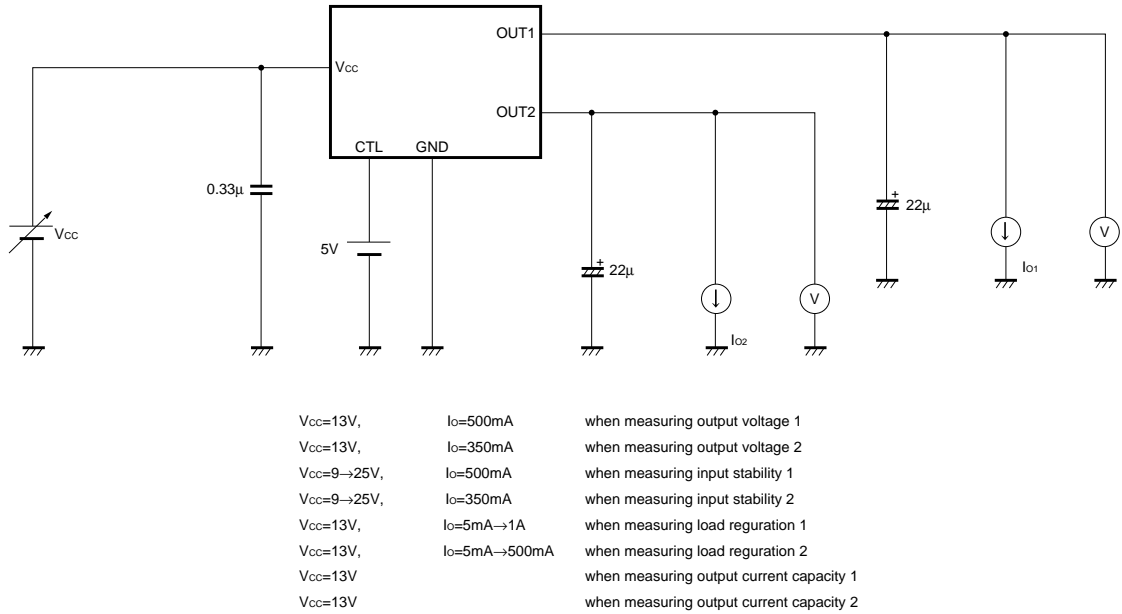 OUT1
Vcc
OUT2
CTL GND
0.33μ
+
22μ
Vcc
5V
V
+
22μ
Io1
V
Io2
Vcc=13V, Io=500mA when measuring output voltage 1
Vcc=13V, Io=350mA when measuring output voltage 2
Vcc=9→25V, Io=500mA when measuring input stability 1
Vcc=9→25V, Io=350mA when measuring input stability 2
Vcc=13V, Io=5mA→1A when measuring load reguration 1
Vcc=13V, Io=5mA→500mA when measuring load reguration 2
Vcc=13V when measuring output current capacity 1
Vcc=13V when measuring output current capacity 2